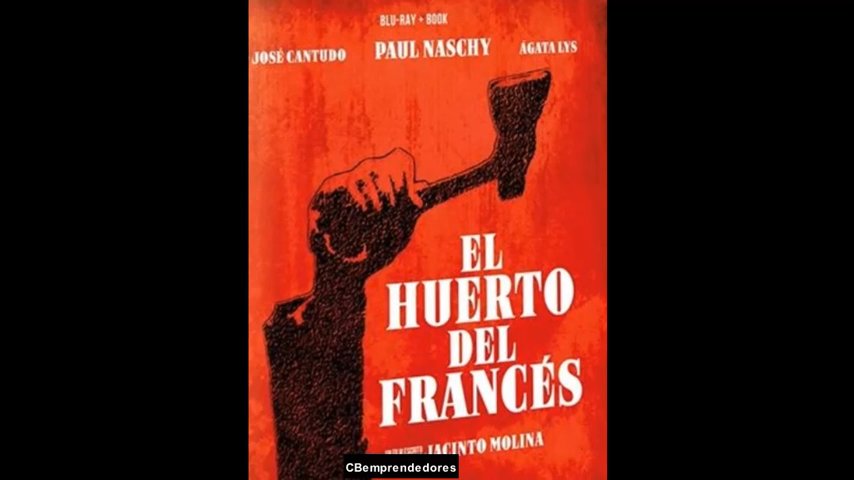 BLU-RAY + BOOK
JOSÉ CANTUDO PAUL NASCHY ÁGATA LYS
EL
HUERTO
DEL
FRANCÉS
JACINTO MOLINA
CBemprendedores